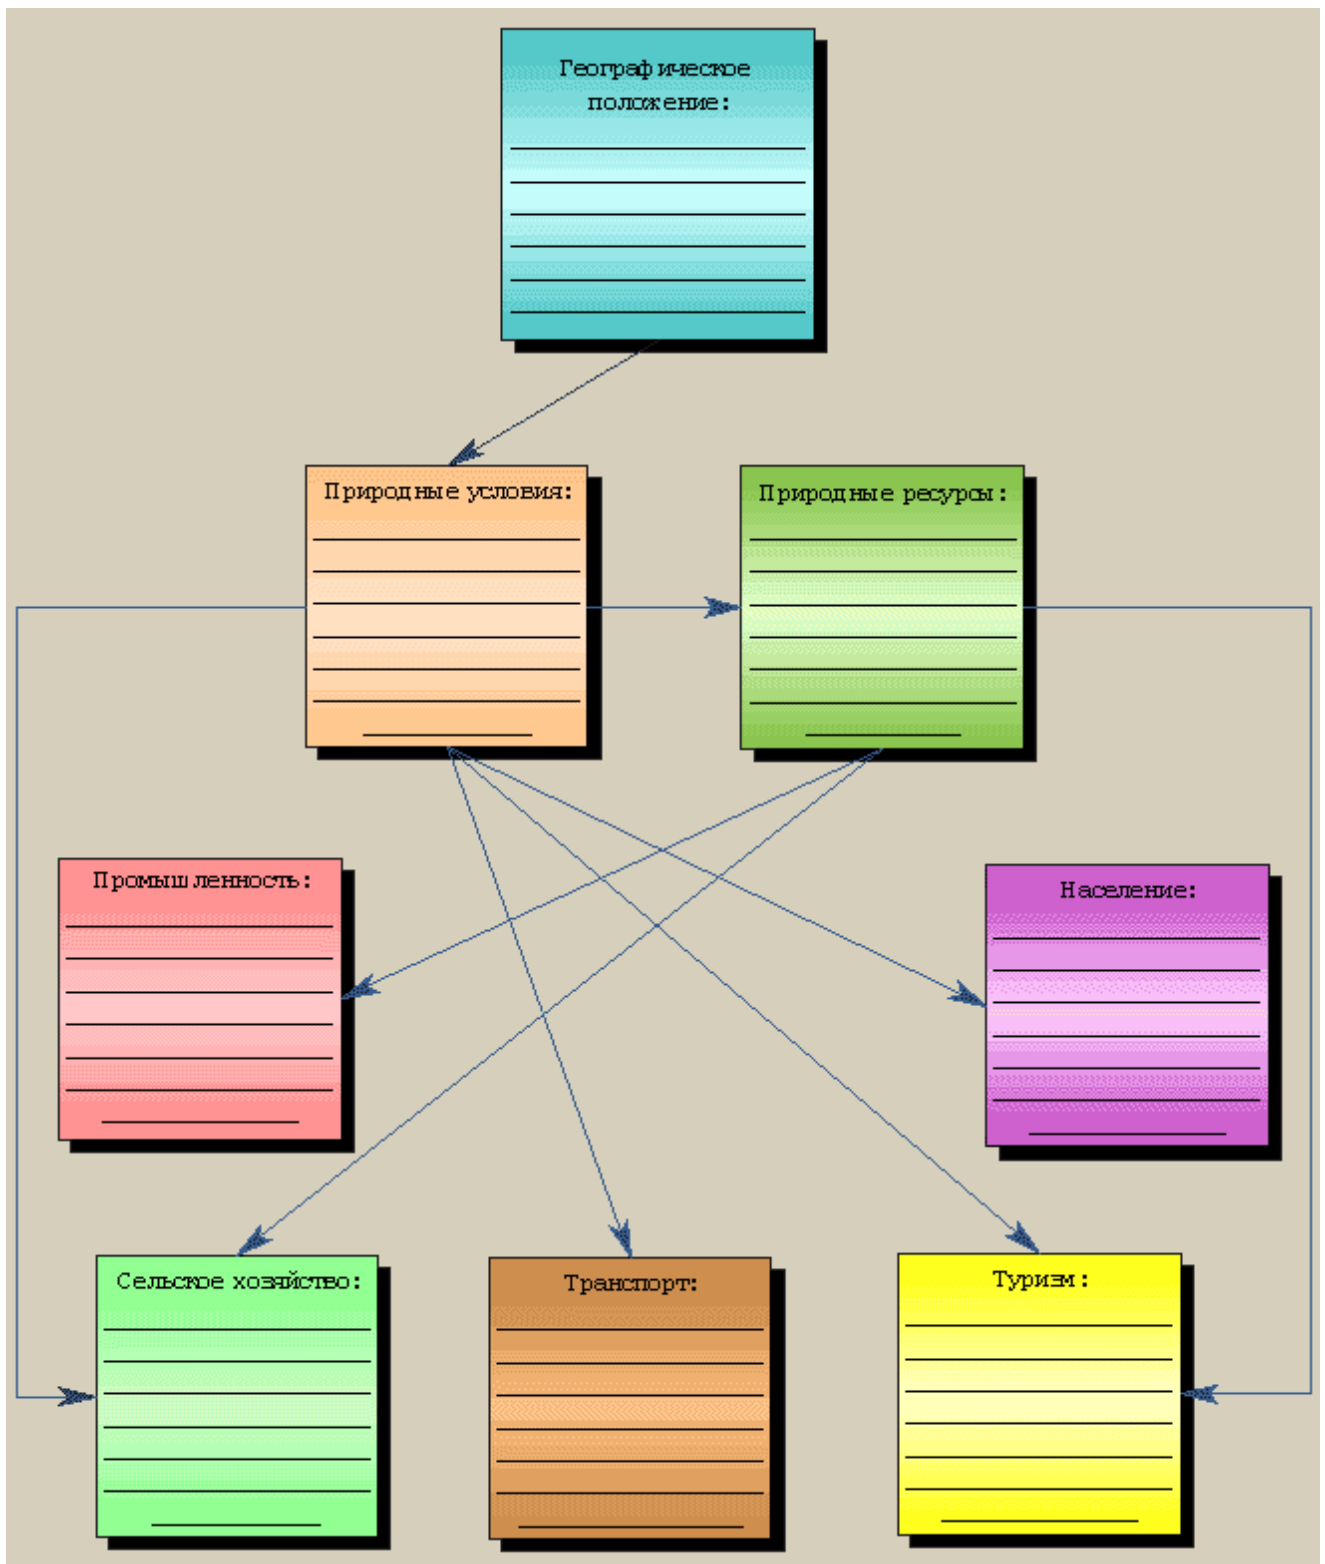 Географическое
положение:
Природные условия:
Природные ресурсы:
Промышленность:
Население:
Сельское хозяйство:
Транспорт:
Туризм: